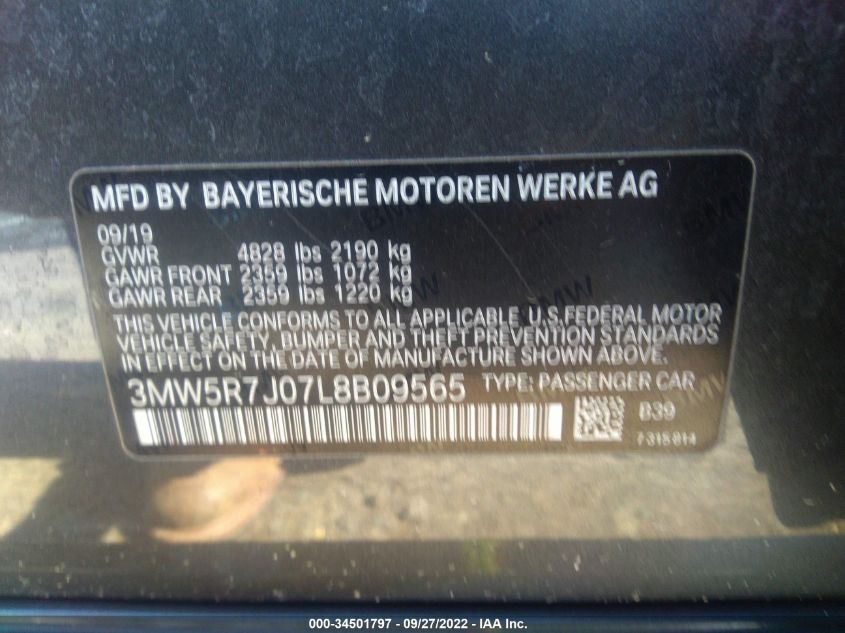 MFD BY BAYERISCHE MOTOREN WERKE AG
09/19
GVWR 4828 lbs 2190 kg
GAWR FRONT 2359 lbs 1072 kg
GAWR REAR 2359 lbs 1220 kg
THIS VEHICLE CONFORMS TO ALL APPLICABLE U.S.FEDERAL MOTOR
VEHICLE SAFETY, BUMPER AND THEFT PREVENTION STANDARDS
IN EFFECT ON THE DATE OF MANUFACTURE SHOWN ABOVE.
3MW5R7J07L8B09565 TYPE: PASSENGER CAR
B39
7315814
000-34501797 - 09/27/2022 - IAA Inc.